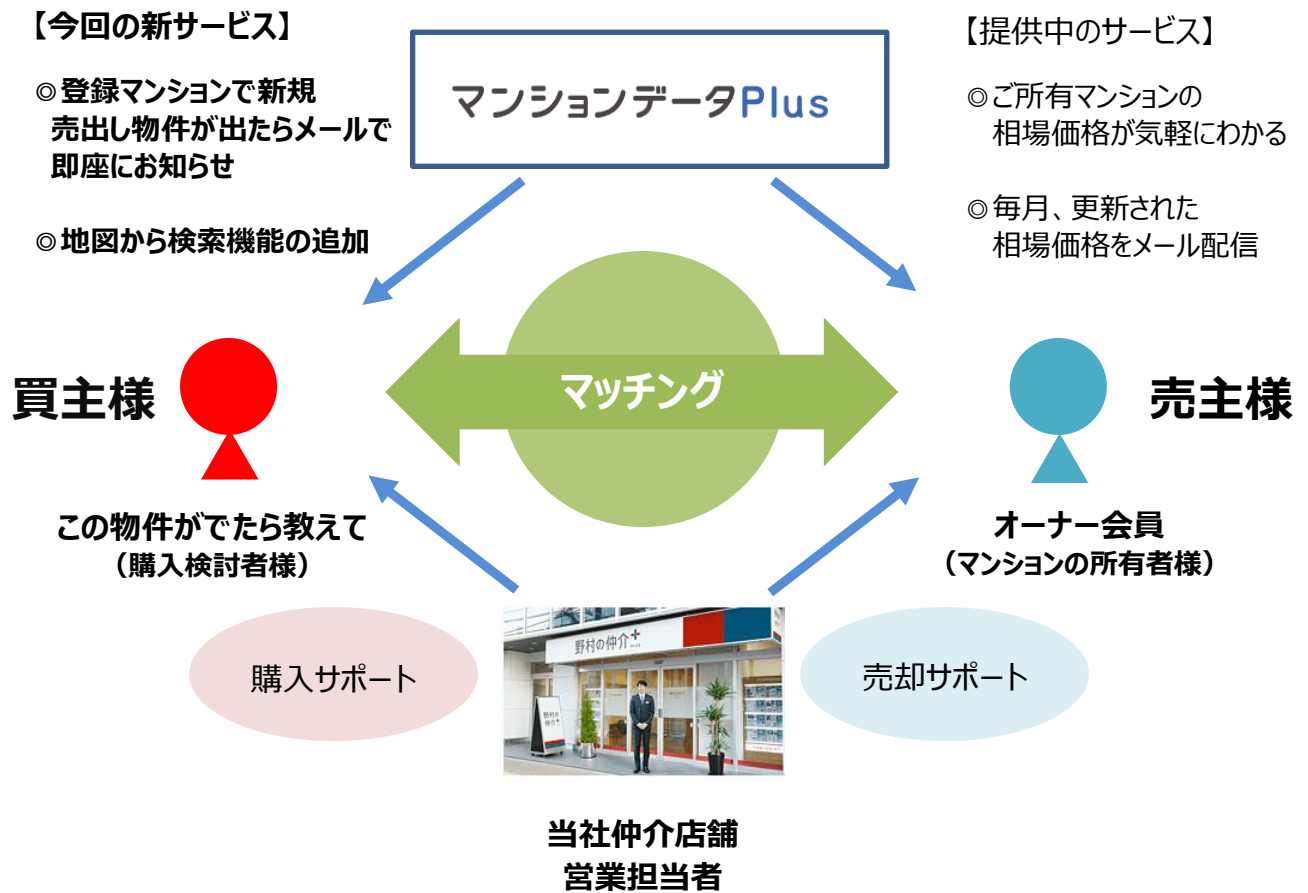 【今回の新サービス】
◎登録マンションで新規
売出し物件が出たらメールで
即座にお知らせ
◎地図から検索機能の追加
マンションデータPlus
【提供中のサービス】
◎ご所有マンションの
相場価格が気軽にわかる
◎毎月、更新された
相場価格をメール配信
買主様
マッチング
売主様
この物件がでたら教えて
（購入検討者様）
オーナー会員
（マンションの所有者様）
購入サポート
野村の仲介+
野村の
仲介+
売却サポート
当社仲介店舗
営業担当者